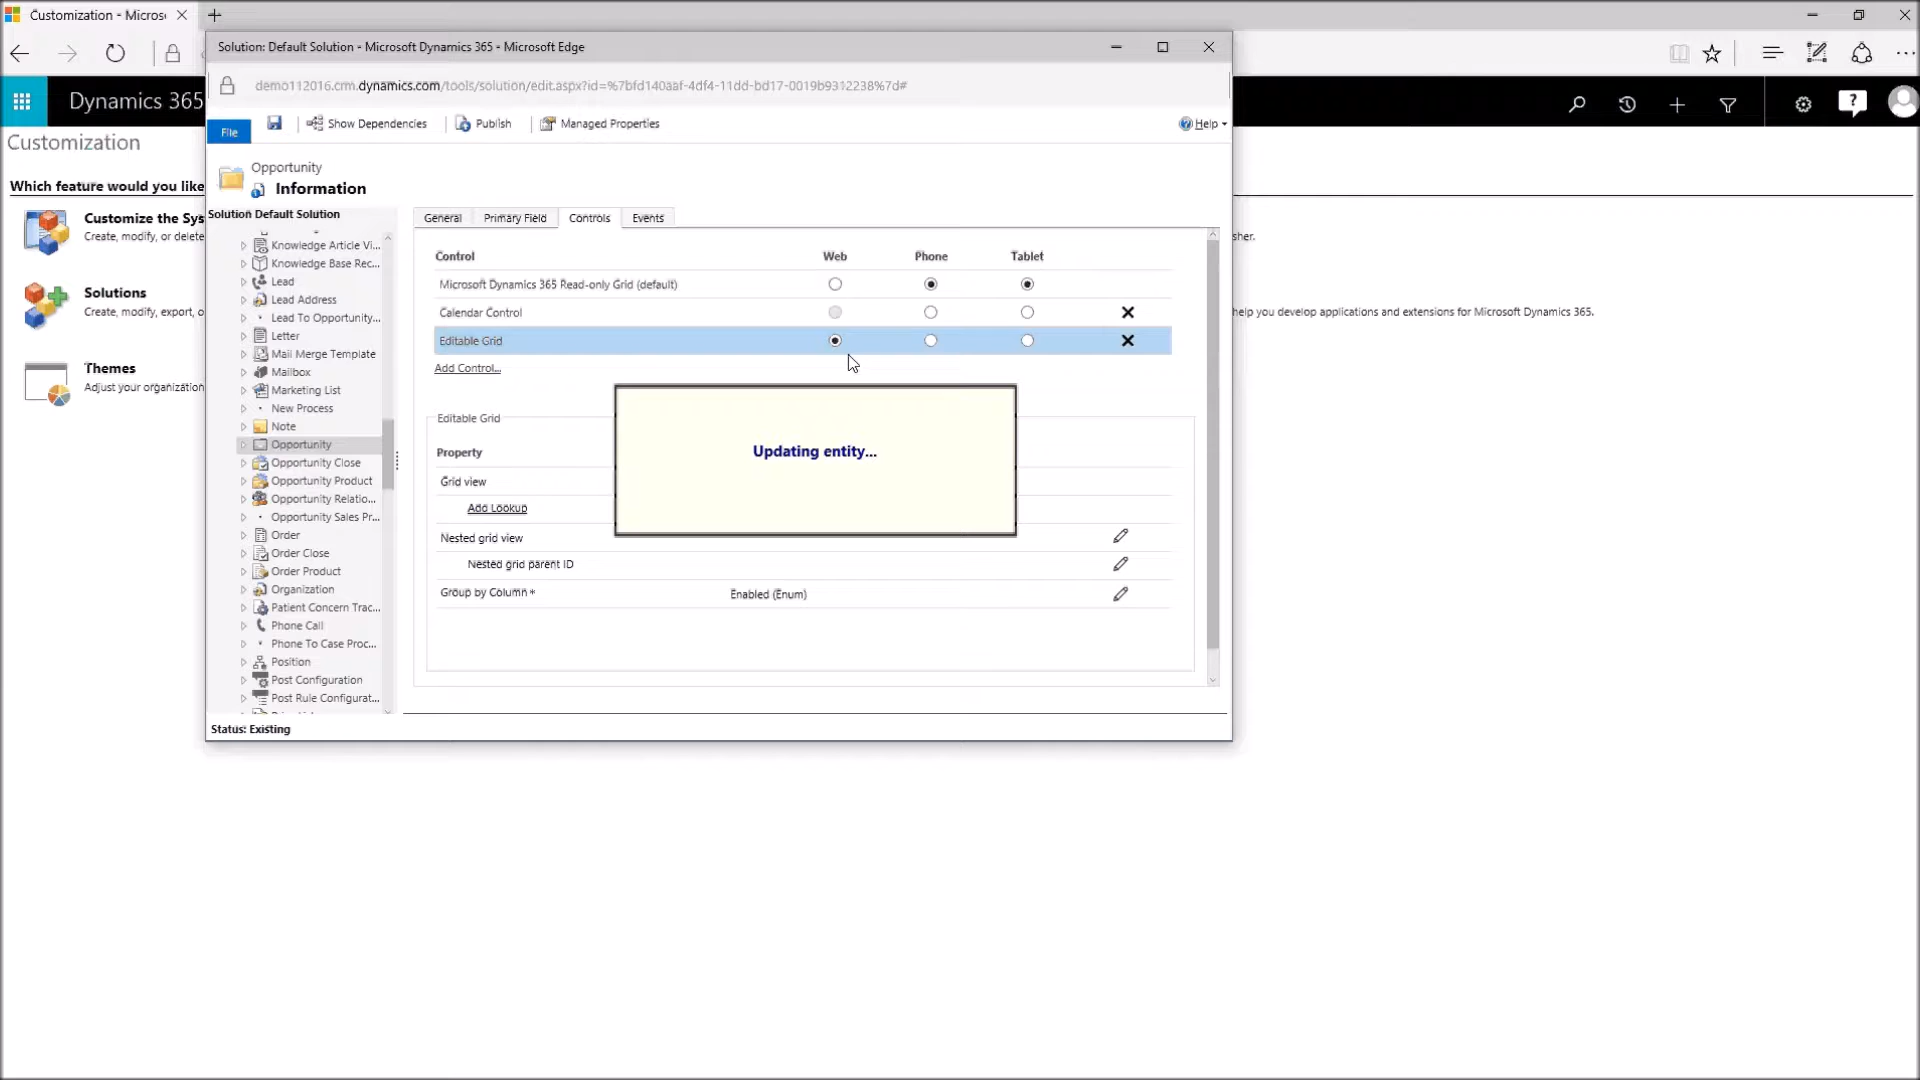 Customization - Micros
Solution: Default Solution - Microsoft Dynamics 365 - Microsoft Edge
demo112016.crm.dynamics.com/tools/solution/edit.aspx?id=%7bfd140aaf-4df4-11dd-bd17-0019b9312238%7d#
Dynamics 365
File
Show Dependencies
Publish
Managed Properties
Help
Customization
Which feature would you like
Customize the Sys
Create, modify, or delete
Solutions
Create, modify, export, o
Themes
Adjust your organization
sher.
help you develop applications and extensions for Microsoft Dynamics 365.
Opportunity
Information
Solution Default Solution
Knowledge Article Vi...
Knowledge Base Rec...
Lead
Lead Address
Lead To Opportunity...
Letter
Mail Merge Template
Mailbox
Marketing List
New Process
Note
Opportunity
Opportunity Close
Opportunity Product
Opportunity Relatio...
Opportunity Sales Pr...
Order
Order Close
Order Product
Organization
Patient Concern Trac...
Phone Call
Phone To Case Proc...
Position
Post Configuration
Post Rule Configurat...
General
Primary Field
Controls
Events
Control Web Phone Tablet
Microsoft Dynamics 365 Read-only Grid (default)
Calendar Control
Editable Grid
Add Control...
Editable Grid
Property
Grid view
Add Lookup
Nested grid view
Nested grid parent ID
Group by Column* Enabled (Enum)
Updating entity...
Status: Existing